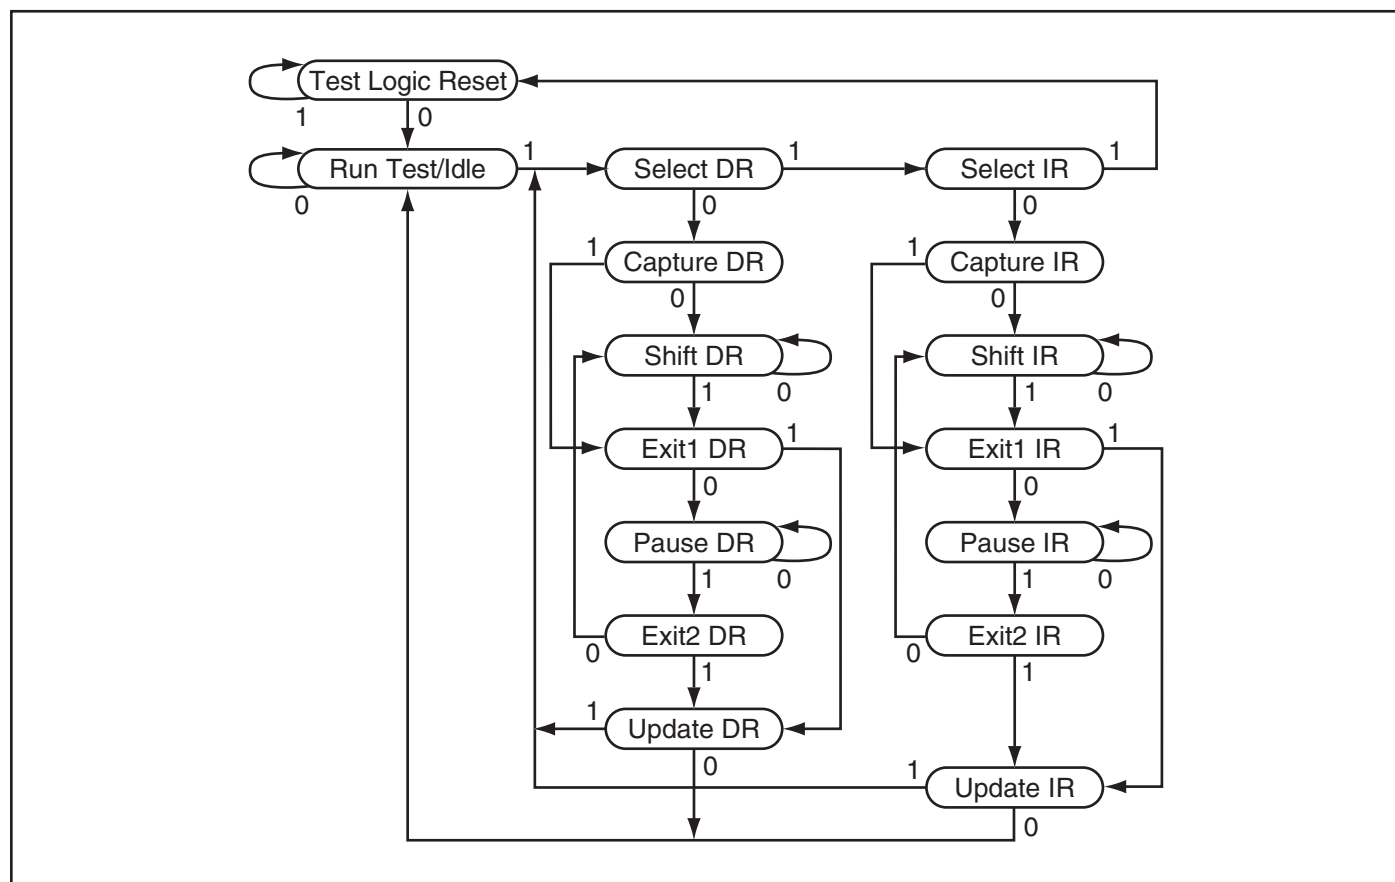 Test Logic Reset
1
0
Run Test/Idle
1
Select DR
1
Select IR
1
0
0
0
1
Capture DR
1
Capture IR
0
0
Shift DR
Shift IR
1
0
1
0
Exit1 DR
1
Exit1 IR
1
0
0
Pause DR
Pause IR
1
0
1
0
Exit2 DR
Exit2 IR
0
1
0
1
1
Update DR
0
1
Update IR
0